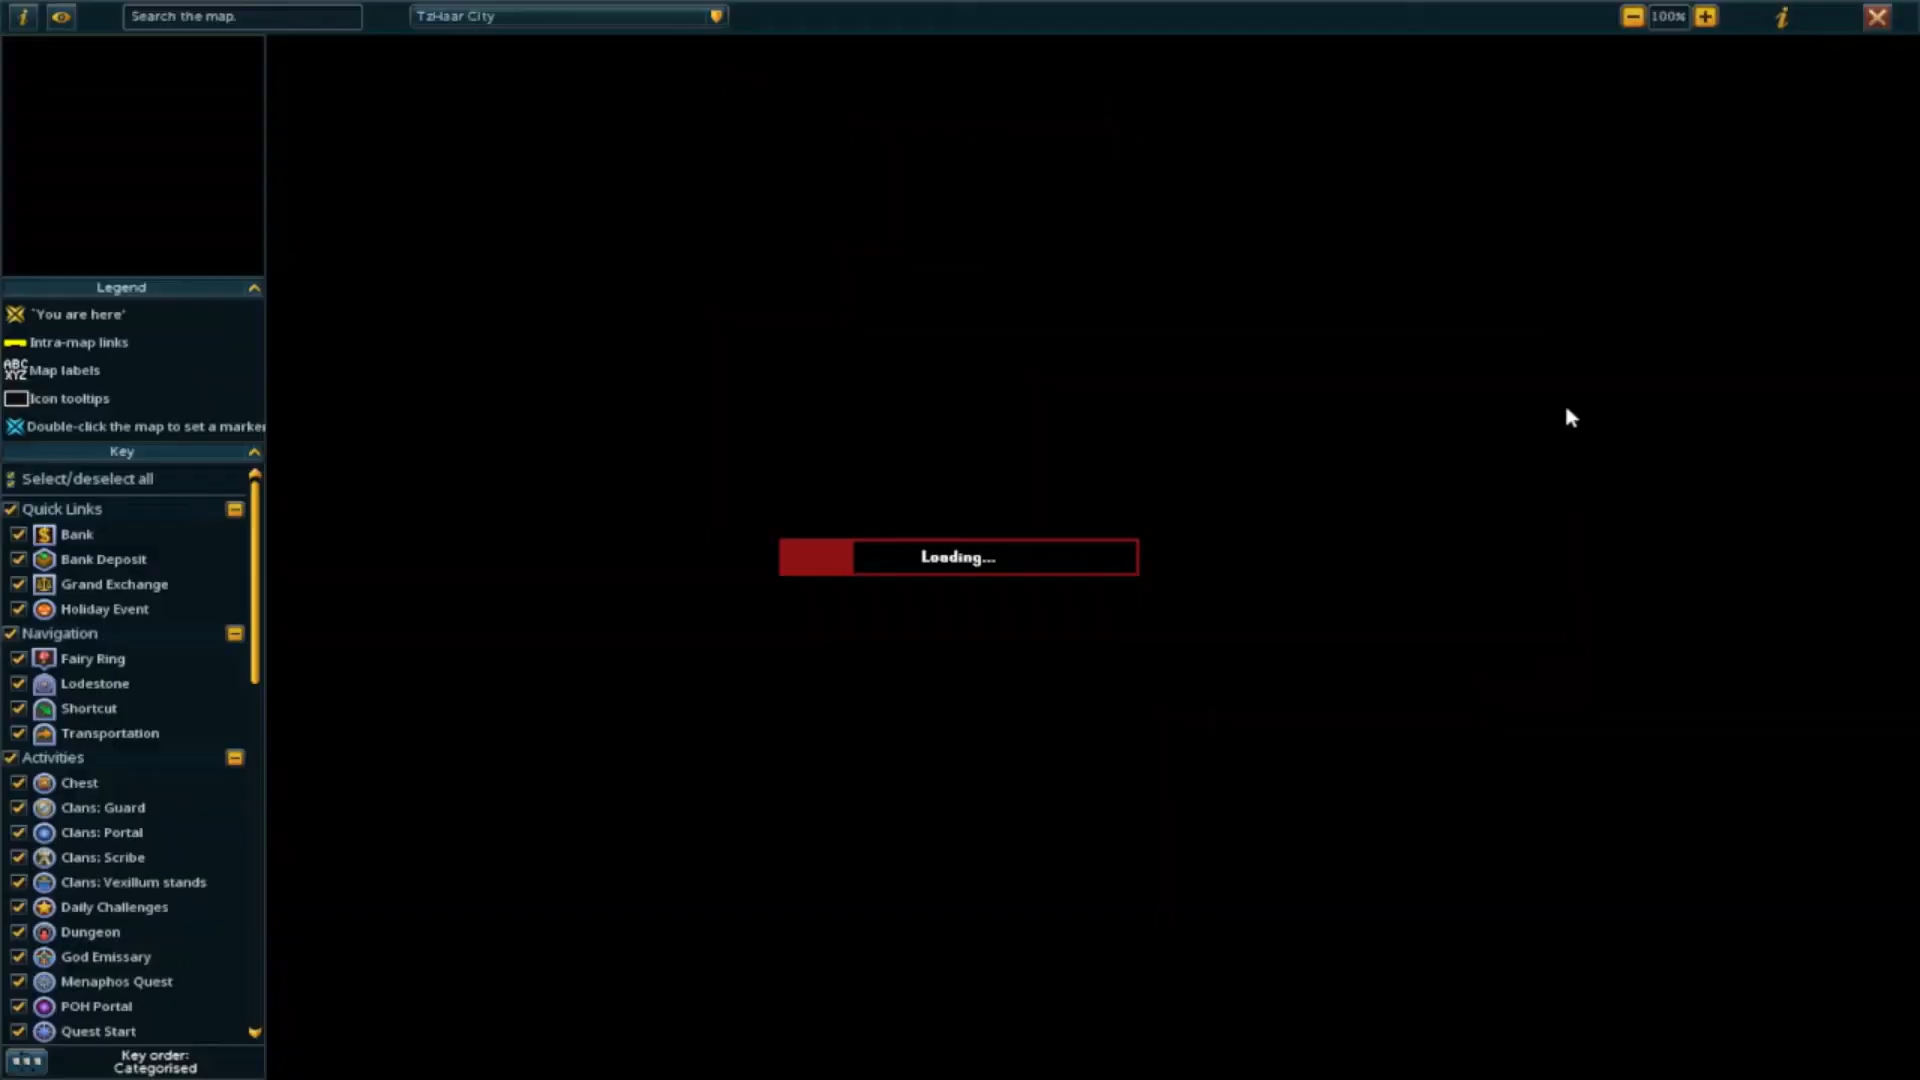 Search the map.
TzHaar City
100%
Legend
'You are here'
Intra-map links
ABC
XYZ
Map labels
Icon tooltips
Double-click the map to set a marker
Key
Select/deselect all
Quick Links
Bank
Bank Deposit
Grand Exchange
Holiday Event
Navigation
Fairy Ring
Lodestone
Shortcut
Transportation
Activities
Chest
Clans: Guard
Clans: Portal
Clans: Scribe
Clans: Vexillum stands
Daily Challenges
Dungeon
God Emissary
Menaphos Quest
POH Portal
Quest Start
Key order:
Categorised
Loading...